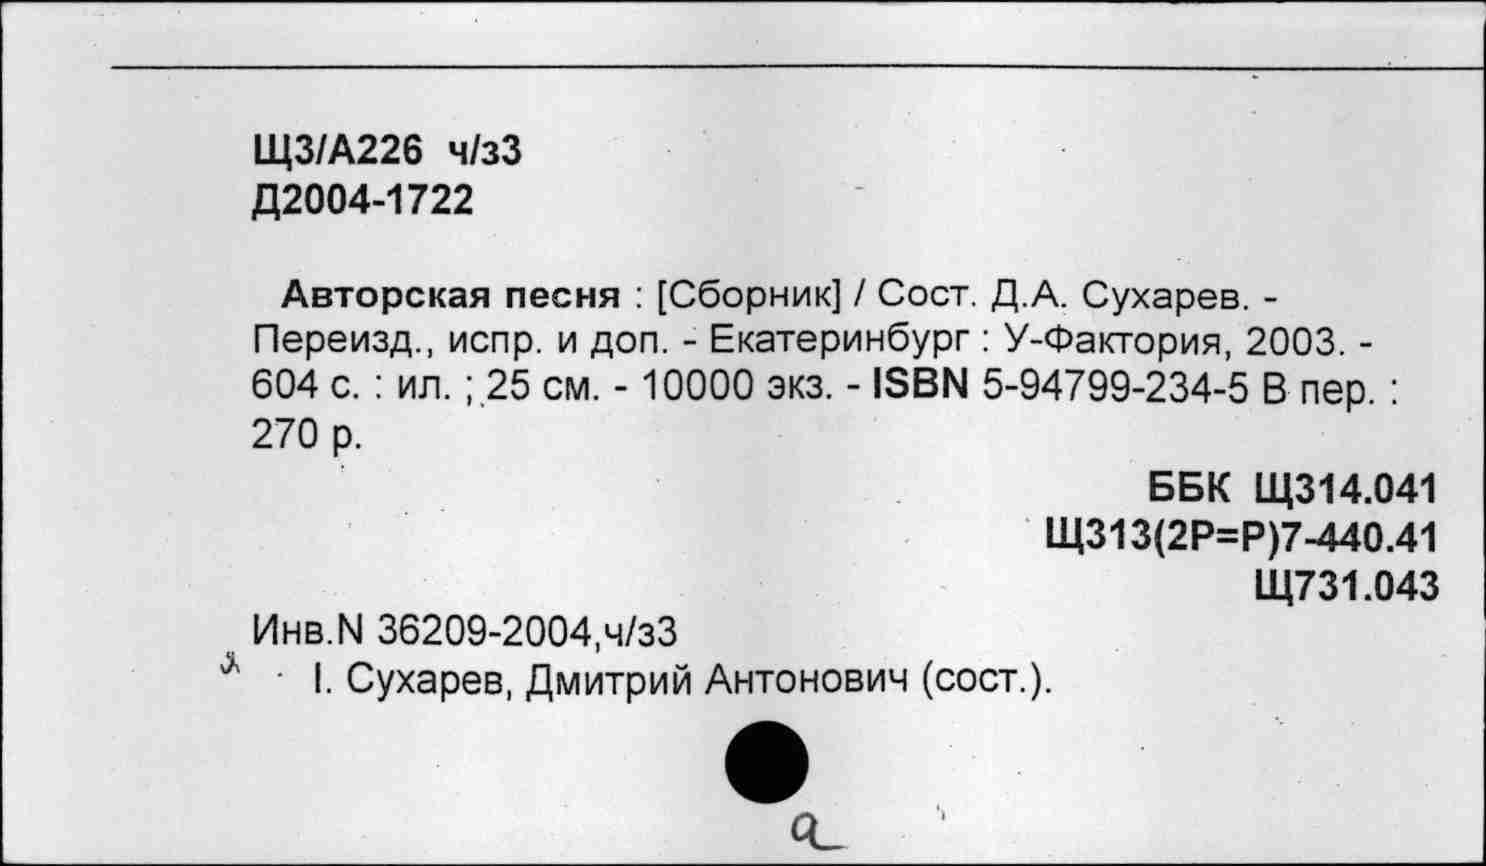 Щ3/А226 ч/з3
Д2004-1722
Авторская песня : [Сборник] / Сост. Д.А. Сухарев. -
Переизд., испр. и доп. - Екатеринбург : У-Фактория, 2003. -
604 с. : ил. ; 25 см. - 10000 экз. - ISBN 5-94799-234-5 В пер. :
270 р.
ББК Щ314.041
Щ313(2Р=Р)7-440.41
Щ731.043
Инв.N 36209-2004,ч/з3
I. Сухарев, Дмитрий Антонович (сост.).
а